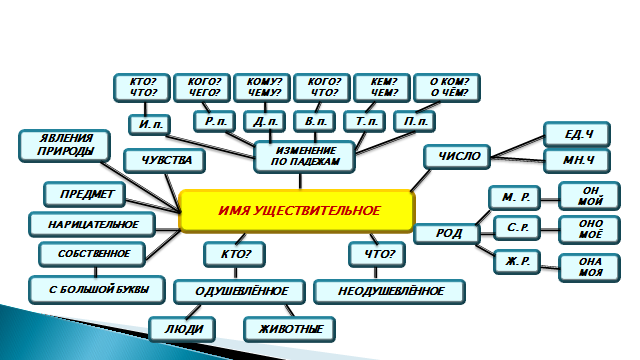 КТО?
ЧТО?
КОГО?
ЧЕГО?
КОМУ?
ЧЕМУ?
КОГО?
ЧТО?
КЕМ?
ЧЕМ?
О КОМ?
О ЧЁМ?
И. п.
Р. п.
Д. п.
В. п.
Т. п.
П. п.
ЯВЛЕНИЯ
ПРИРОДЫ
ЧУВСТВА
ИЗМЕНЕНИЕ
ПО ПАДЕЖАМ
ЧИСЛО
ЕД.Ч
МН.Ч
ПРЕДМЕТ
НАРИЦАТЕЛЬНОЕ
СОБСТВЕННОЕ
С БОЛЬШОЙ БУКВЫ
ИМЯ УЩЕСТВИТЕЛЬНОЕ
РОД
М. Р.
ОН
МОЙ
С. Р.
ОНО
МОЁ
Ж. Р.
ОНА
МОЯ
КТО?
ЧТО?
ОДУШЕВЛЁННОЕ
НЕОДУШЕВЛЁННОЕ
ЛЮДИ
ЖИВОТНЫЕ